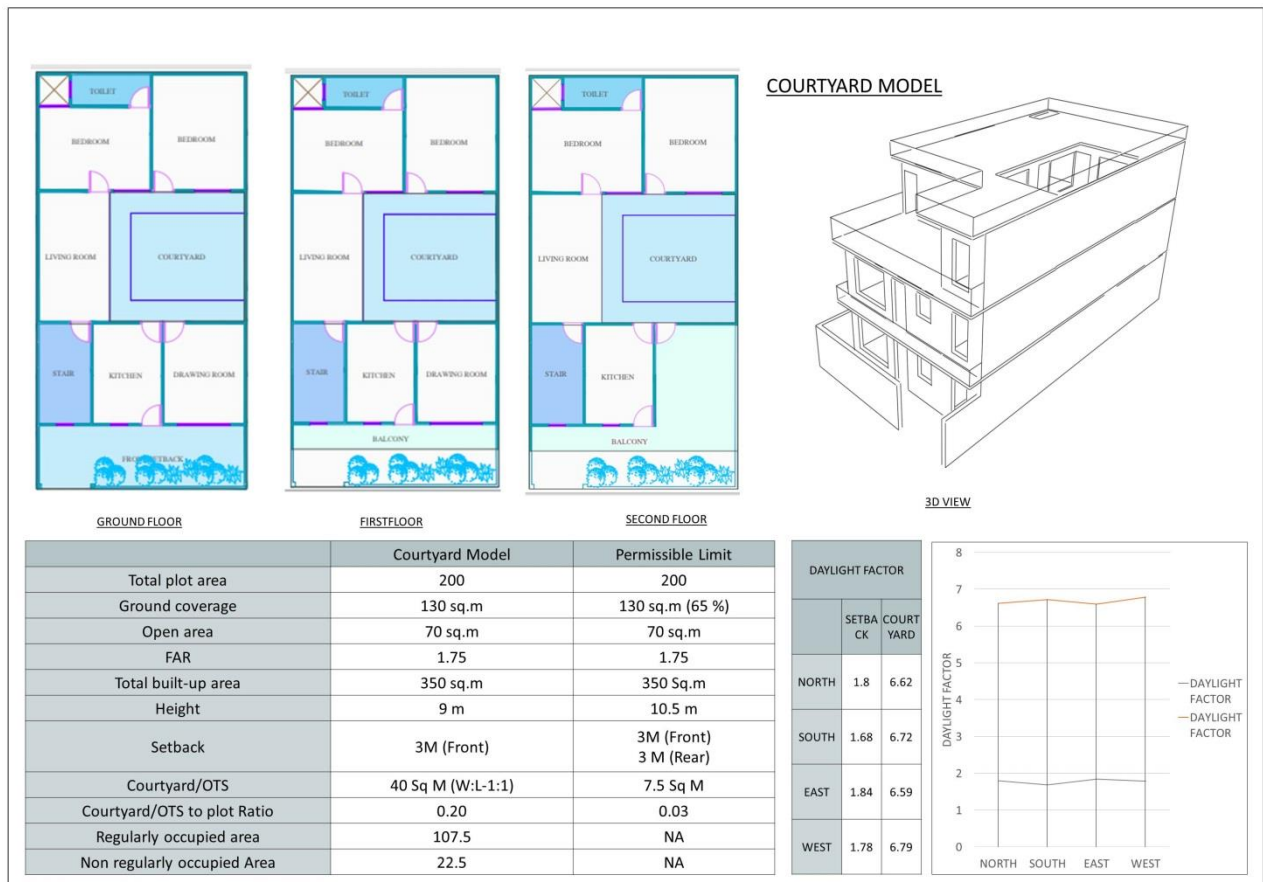 COURTYARD MODEL
TOILET
BEDROOM
BEDROOM
LIVING ROOM
COURTYARD
STAIR
KITCHEN
DRAWING ROOM
FRONT SETBACK
GROUND FLOOR
TOILET
BEDROOM
BEDROOM
LIVING ROOM
COURTYARD
STAIR
KITCHEN
DRAWING ROOM
BALCONY
FIRSTFLOOR
TOILET
BEDROOM
BEDROOM
LIVING ROOM
COURTYARD
STAIR
KITCHEN
BALCONY
SECOND FLOOR
3D VIEW
Courtyard Model Permissible Limit
Total plot area 200 200
Ground coverage 130 sq.m 130 sq.m (65 %)
Open area 70 sq.m 70 sq.m
FAR 1.75 1.75
Total built-up area 350 sq.m 350 Sq.m
Height 9 m 10.5 m
Setback 3M (Front) 3M (Front)
3 M (Rear)
Courtyard/OTS 40 Sq M (W:L-1:1) 7.5 Sq M
Courtyard/OTS to plot Ratio 0.20 0.03
Regularly occupied area 107.5 NA
Non regularly occupied Area 22.5 NA
DAYLIGHT FACTOR
SETBA COURT
CK YARD
NORTH 1.8 6.62
SOUTH 1.68 6.72
EAST 1.84 6.59
WEST 1.78 6.79
DAYLIGHT FACTOR
8
7
6
5
4
3
2
1
0
NORTH SOUTH EAST WEST
DAYLIGHT
FACTOR
DAYLIGHT
FACTOR